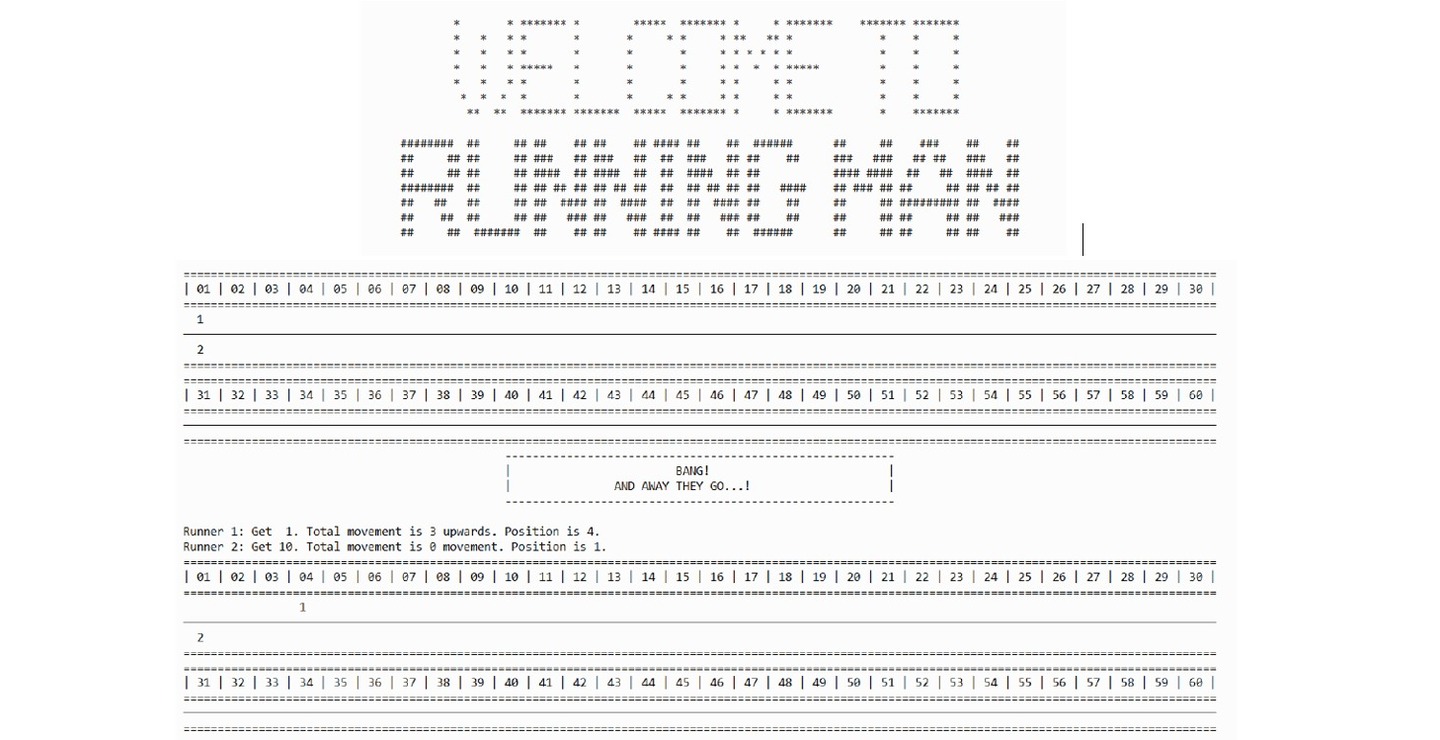 WELCOME TO
RUNNING MAN
| 01 | 02 | 03 | 04 | 05 | 06 | 07 | 08 | 09 | 10 | 11 | 12 | 13 | 14 | 15 | 16 | 17 | 18 | 19 | 20 | 21 | 22 | 23 | 24 | 25 | 26 | 27 | 28 | 29 | 30 |
1
2
| 31 | 32 | 33 | 34 | 35 | 36 | 37 | 38 | 39 | 40 | 41 | 42 | 43 | 44 | 45 | 46 | 47 | 48 | 49 | 50 | 51 | 52 | 53 | 54 | 55 | 56 | 57 | 58 | 59 | 60 |
BANG!
AND AWAY THEY GO...!
Runner 1: Get  1. Total movement is 3 upwards. Position is 4.
Runner 2: Get 10. Total movement is 0 movement. Position is 1.
| 01 | 02 | 03 | 04 | 05 | 06 | 07 | 08 | 09 | 10 | 11 | 12 | 13 | 14 | 15 | 16 | 17 | 18 | 19 | 20 | 21 | 22 | 23 | 24 | 25 | 26 | 27 | 28 | 29 | 30 |
1
2
| 31 | 32 | 33 | 34 | 35 | 36 | 37 | 38 | 39 | 40 | 41 | 42 | 43 | 44 | 45 | 46 | 47 | 48 | 49 | 50 | 51 | 52 | 53 | 54 | 55 | 56 | 57 | 58 | 59 | 60 |